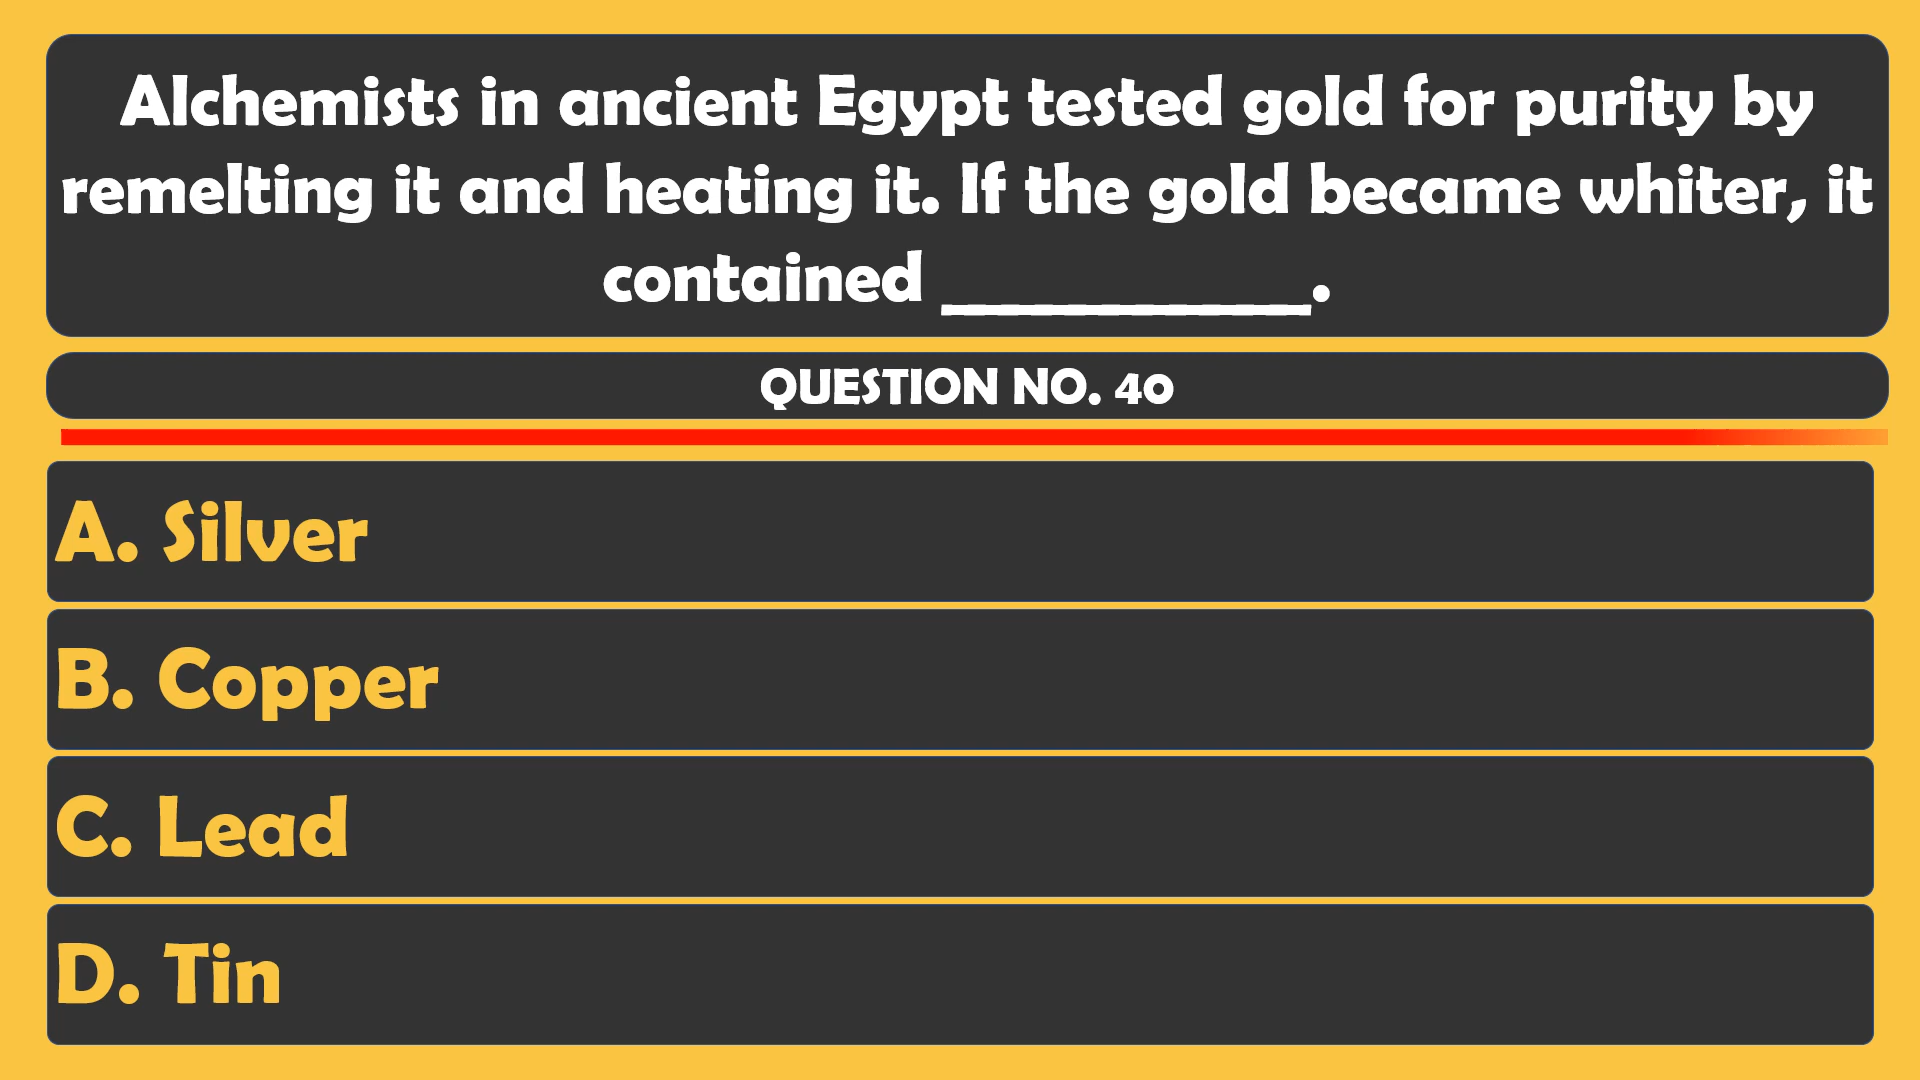 Alchemists in ancient Egypt tested gold for purity by
remelting it and heating it. If the gold became whiter, it
contained ____________.
QUESTION NO. 40
A. Silver
B. Copper
C. Lead
D. Tin